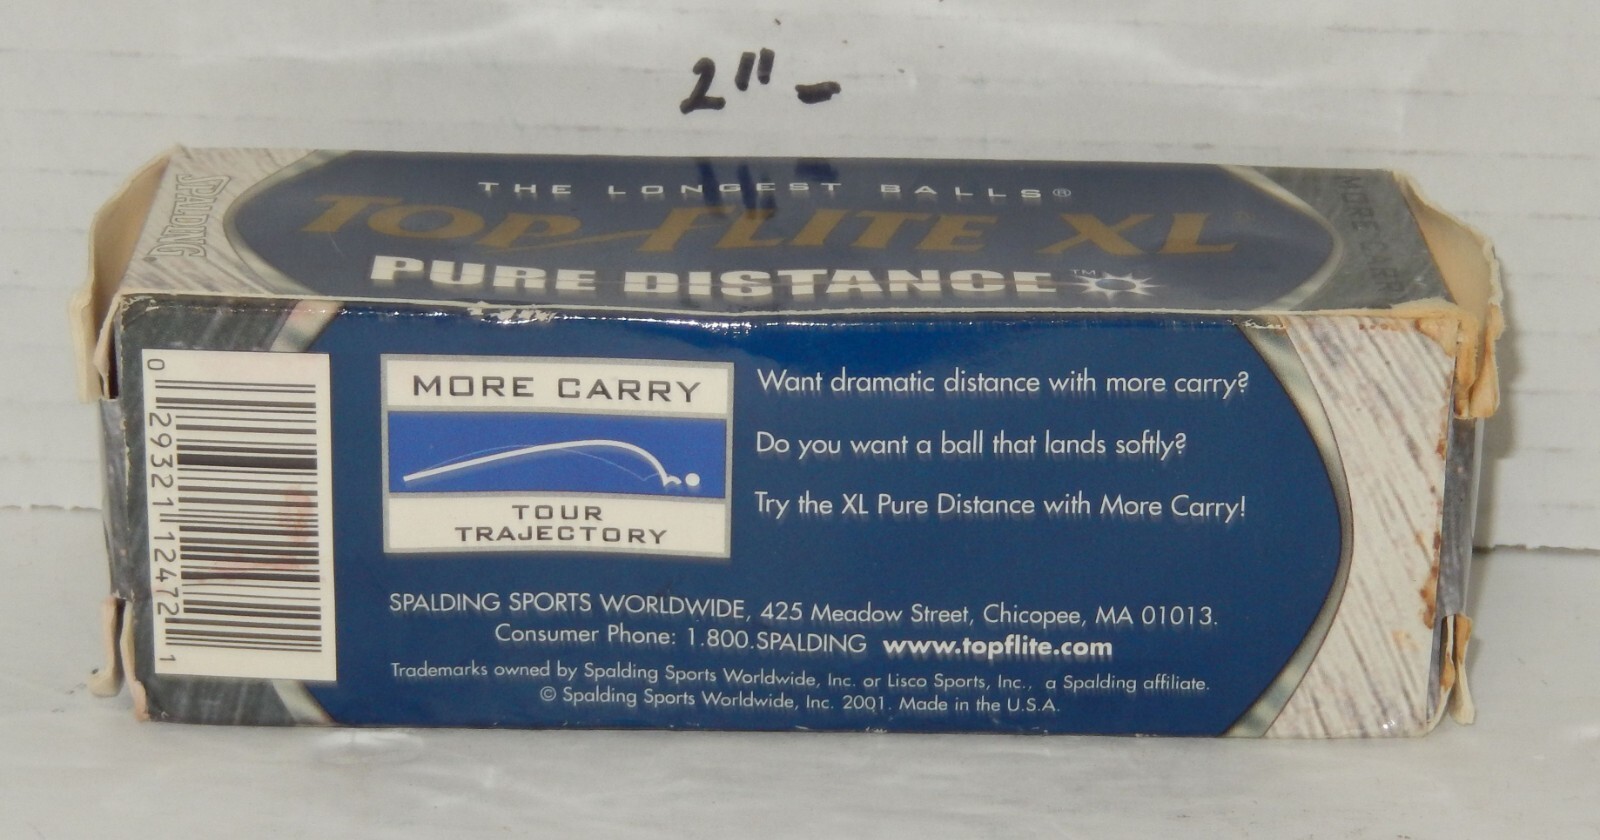 2"-
THE LONGEST BALLS®
TOP FLITE XL
PURE DISTANCE™
SPALDING
MORE CARRY
0 29321 12472 1
MORE CARRY
TOUR
TRAJECTORY
Want dramatic distance with more carry?
Do you want a ball that lands softly?
Try the XL Pure Distance with More Carry!
SPALDING SPORTS WORLDWIDE, 425 Meadow Street, Chicopee, MA 01013.
Consumer Phone: 1.800.SPALDING www.topflite.com
Trademarks owned by Spalding Sports Worldwide, Inc. or Lisco Sports, Inc., a Spalding affiliate.
© Spalding Sports Worldwide, Inc. 2001. Made in the U.S.A.